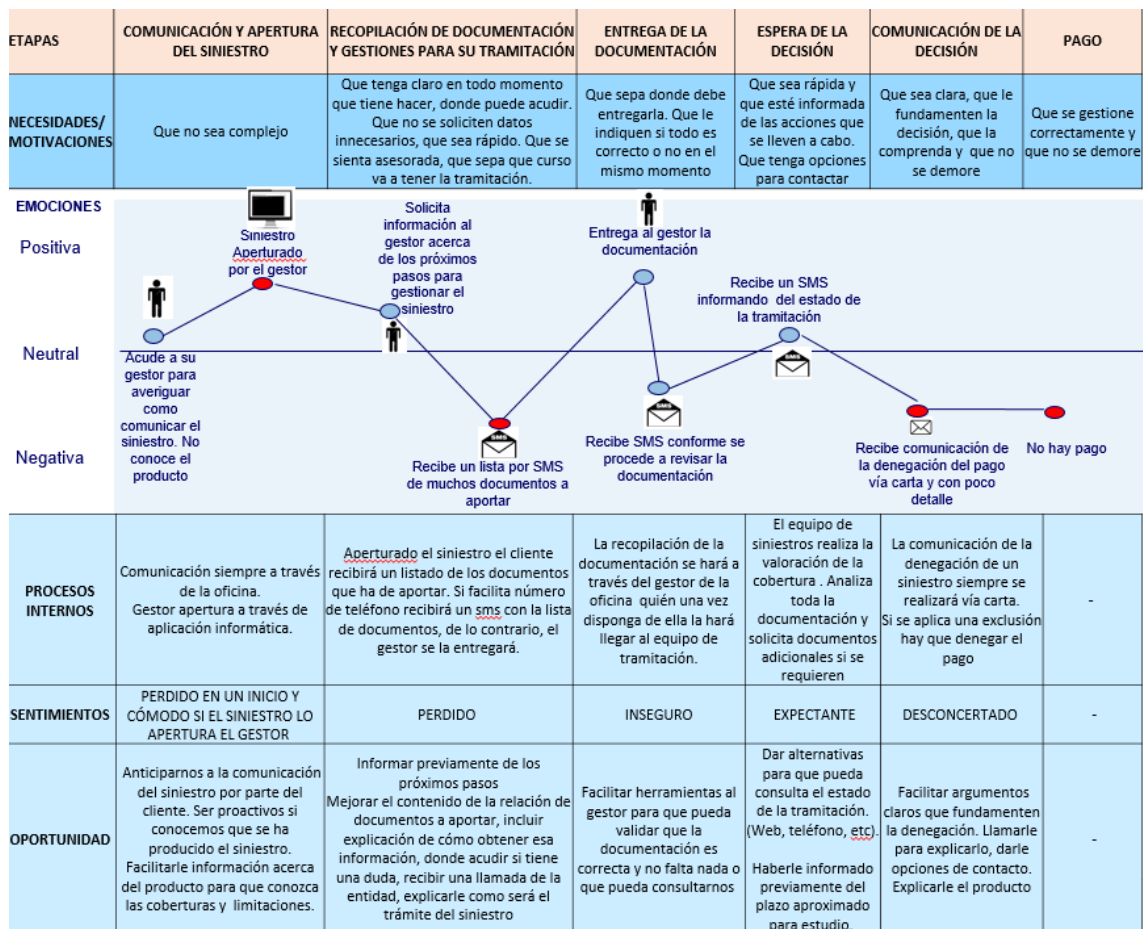 ETAPAS
COMUNICACIÓN Y APERTURA
DEL SINIESTRO
RECOPILACIÓN DE DOCUMENTACIÓN
Y GESTIONES PARA SU TRAMITACIÓN
ENTREGA DE LA
DOCUMENTACIÓN
ESPERA DE LA
DECISIÓN
COMUNICACIÓN DE LA
DECISIÓN
PAGO
NECESIDADES/
MOTIVACIONES
Que no sea complejo
Que tenga claro en todo momento
que tiene hacer, donde puede acudir.
Que no se soliciten datos
innecesarios, que sea rápido. Que se
sienta asesorada, que sepa que curso
va a tener la tramitación.
Que sepa donde debe
entregarla. Que le
indiquen si todo es
correcto o no en el
mismo momento
Que sea rápida y
que esté informada
de las acciones que
se lleven a cabo.
Que tenga opciones
para contactar
Que sea clara, que le
fundamenten la
decisión, que la
comprenda y que no
se demore
Que se gestione
correctamente y
que no se demore
EMOCIONES
Positiva
Neutral
Negativa
Acude a su
gestor para
averiguar
como
comunicar el
siniestro. No
conoce el
producto
Siniestro
Aperturado
por el gestor
Solicita
información al
gestor acerca
de los próximos
pasos para
gestionar el
siniestro
SMS
Recibe un lista por SMS
de muchos documentos a
aportar
Entrega al gestor la
documentación
SMS
Recibe SMS conforme se
procede a revisar la
documentación
Recibe un SMS
informando del estado de
la tramitación
SMS
Recibe comunicación de
la denegación del pago
vía carta y con poco
detalle
No hay pago
PROCESOS
INTERNOS
Comunicación siempre a través
de la oficina.
Gestor apertura a través de
aplicación informática.
Aperturado el siniestro el cliente
recibirá un listado de los documentos
que ha de aportar. Si facilita número
de teléfono recibirá un sms con la lista
de documentos, de lo contrario, el
gestor se la entregará.
La recopilación de la
documentación se hará a
través del gestor de la
oficina quién una vez
disponga de ella la hará
llegar al equipo de
tramitación.
El equipo de
siniestros realiza la
valoración de la
cobertura . Analiza
toda la
documentación y
solicita documentos
adicionales si se
requieren
La comunicación de la
denegación de un
siniestro siempre se
realizará vía carta.
Si se aplica una exclusión
hay que denegar el
pago
-
SENTIMIENTOS
PERDIDO EN UN INICIO Y
CÓMODO SI EL SINIESTRO LO
APERTURA EL GESTOR
PERDIDO
INSEGURO
EXPECTANTE
DESCONCERTADO
-
OPORTUNIDAD
Anticiparnos a la comunicación
del siniestro por parte del
cliente. Ser proactivos si
conocemos que se ha
producido el siniestro.
Facilitarle información acerca
del producto para que conozca
las coberturas y limitaciones.
Informar previamente de los
próximos pasos
Mejorar el contenido de la relación de
documentos a aportar, incluir
explicación de cómo obtener esa
información, donde acudir si tiene
una duda, recibir una llamada de la
entidad, explicarle como será el
trámite del siniestro
Facilitar herramientas al
gestor para que pueda
validar que la
documentación es
correcta y no falta nada o
que pueda consultarnos
Dar alternativas
para que pueda
consulta el estado
de la tramitación.
(Web, teléfono, etc).
Haberle informado
previamente del
plazo aproximado
para estudio.
Facilitar argumentos
claros que fundamenten
la denegación. Llamarle
para explicarlo, darle
opciones de contacto.
Explicarle el producto
-